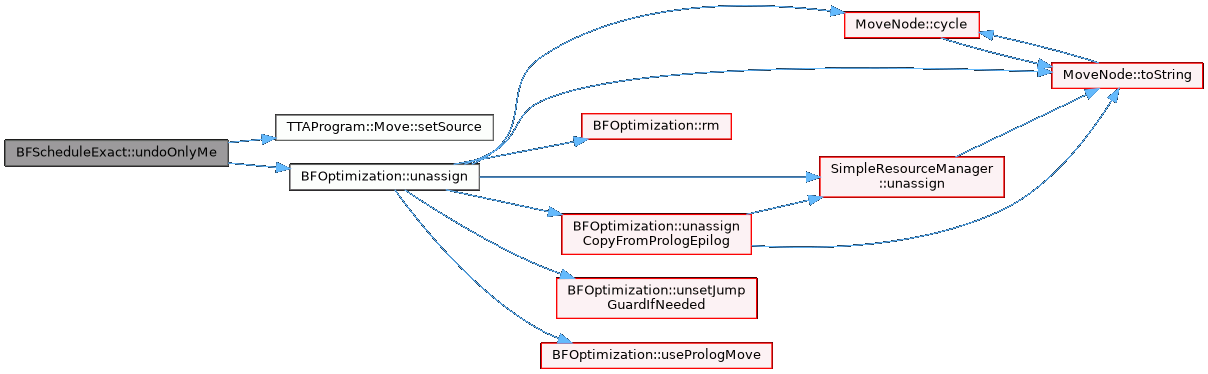 BFScheduleExact::undoOnlyMe
TTAProgram::Move::setSource
BFOptimization::unassign
MoveNode::cycle
MoveNode::toString
BFOptimization::rm
SimpleResourceManager
::unassign
BFOptimization::unassign
CopyFromPrologEpilog
BFOptimization::unsetJump
GuardIfNeeded
BFOptimization::usePrologMove